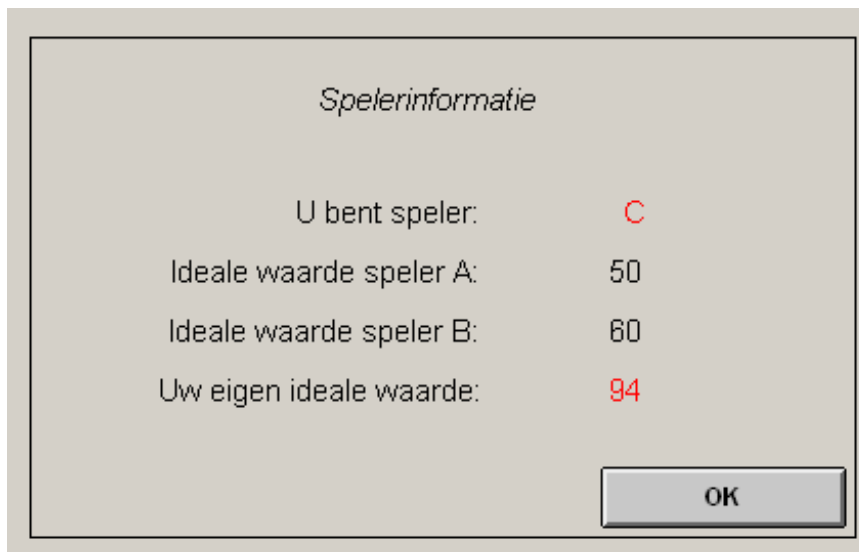 Spelerinformatie
U bent speler: C
Ideale waarde speler A: 50
Ideale waarde speler B: 60
Uw eigen ideale waarde: 94
OK